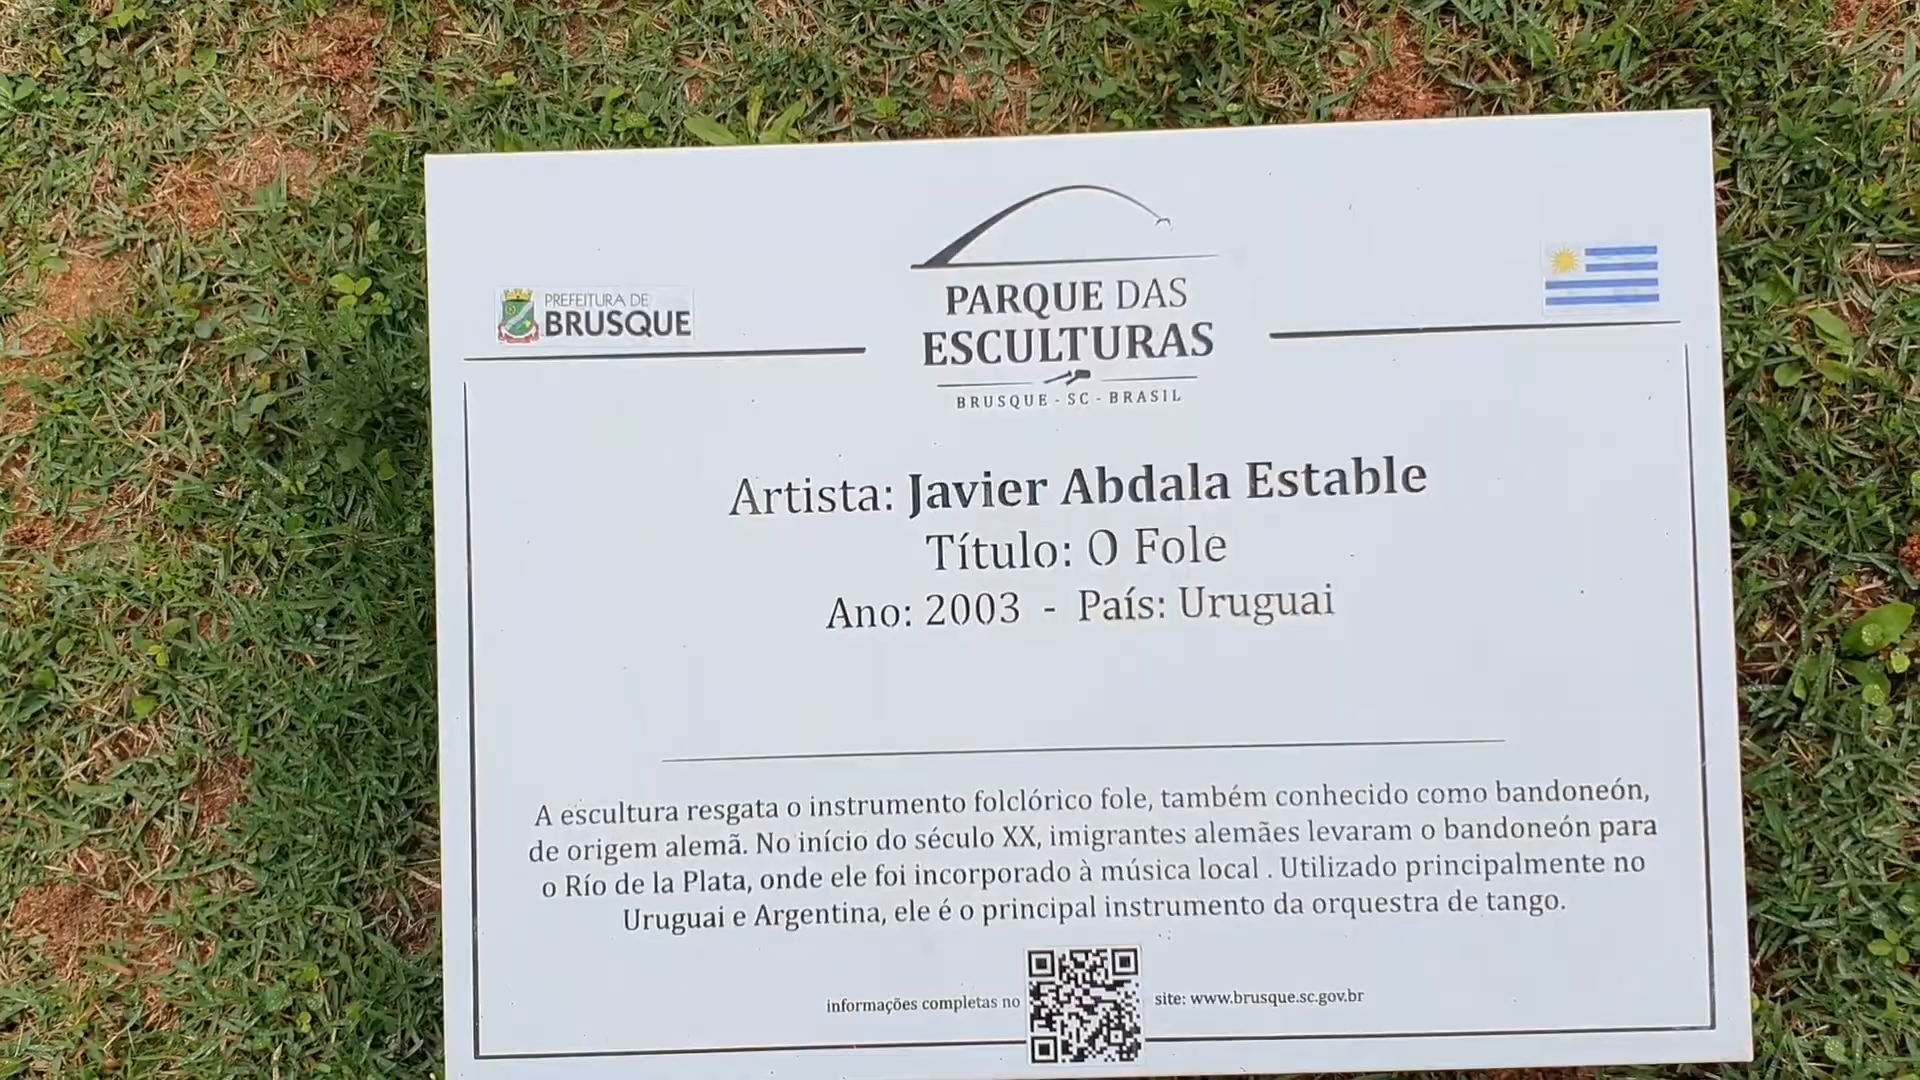 PREFEITURA DE
BRUSQUE
PARQUE DAS
ESCULTURAS
BRUSQUE - SC - BRASIL
Artista: Javier Abdala Estable
Título: O Fole
Ano: 2003 - País: Uruguai
A escultura resgata o instrumento folclórico fole, também conhecido como bandoneón,
de origem alemã. No início do século XX, imigrantes alemães levaram o bandoneón para
o Río de la Plata, onde ele foi incorporado à música local . Utilizado principalmente no
Uruguai e Argentina, ele é o principal instrumento da orquestra de tango.
informações completas no site: www.brusque.sc.gov.br